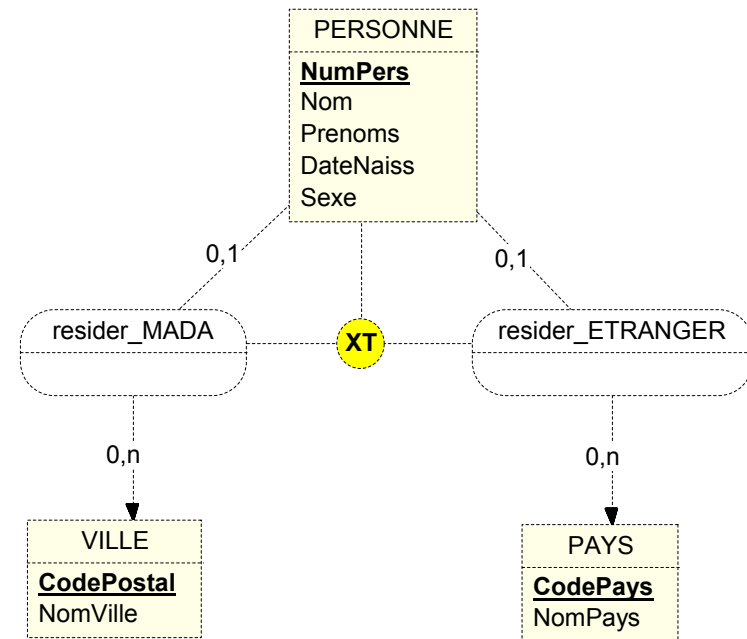 PERSONNE
NumPers
Nom
Prenoms
DateNaiss
Sexe
0,1
0,1
resider_MADA
XT
resider_ETRANGER
0,n
0,n
VILLE
CodePostal
NomVille
PAYS
CodePays
NomPays